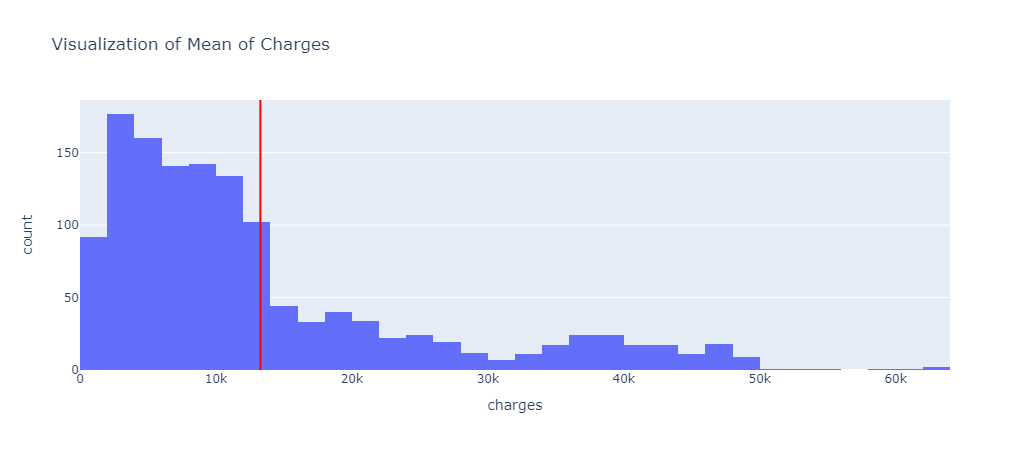 Visualization of Mean of Charges
count
150
100
50
0
0 10k 20k 30k 40k 50k 60k
charges